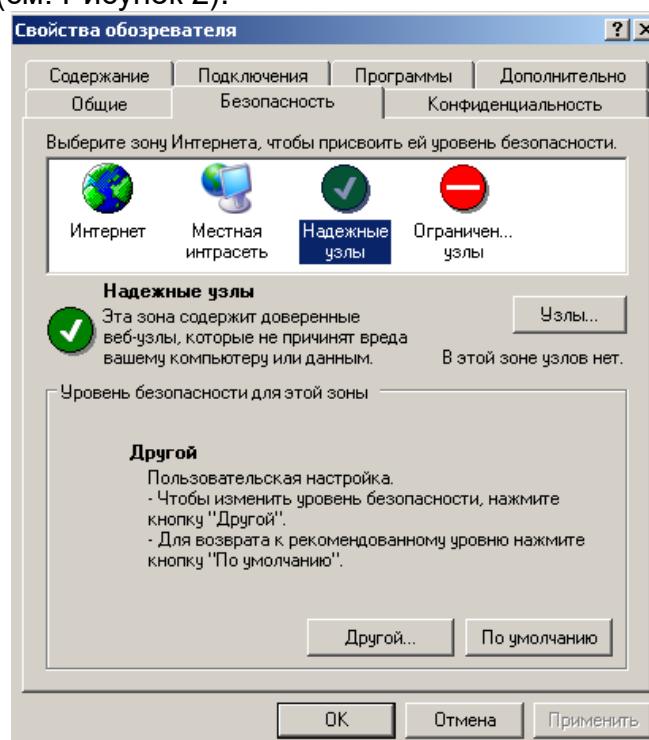 (см. Рисунок 2).
Свойства обозревателя
Содержание Подключения Программы Дополнительно
Общие Безопасность Конфиденциальность
Выберите зону Интернета, чтобы присвоить ей уровень безопасности.
Интернет Местная интрасеть Надежные узлы Ограничен... узлы
Надежные узлы
Эта зона содержит доверенные
веб-узлы, которые не причинят вреда
вашему компьютеру или данным.
Узлы...
В этой зоне узлов нет.
Уровень безопасности для этой зоны
Другой
Пользовательская настройка.
- Чтобы изменить уровень безопасности, нажмите
кнопку "Другой".
- Для возврата к рекомендованному уровню нажмите
кнопку "По умолчанию".
Другой... По умолчанию
OK Отмена Применить